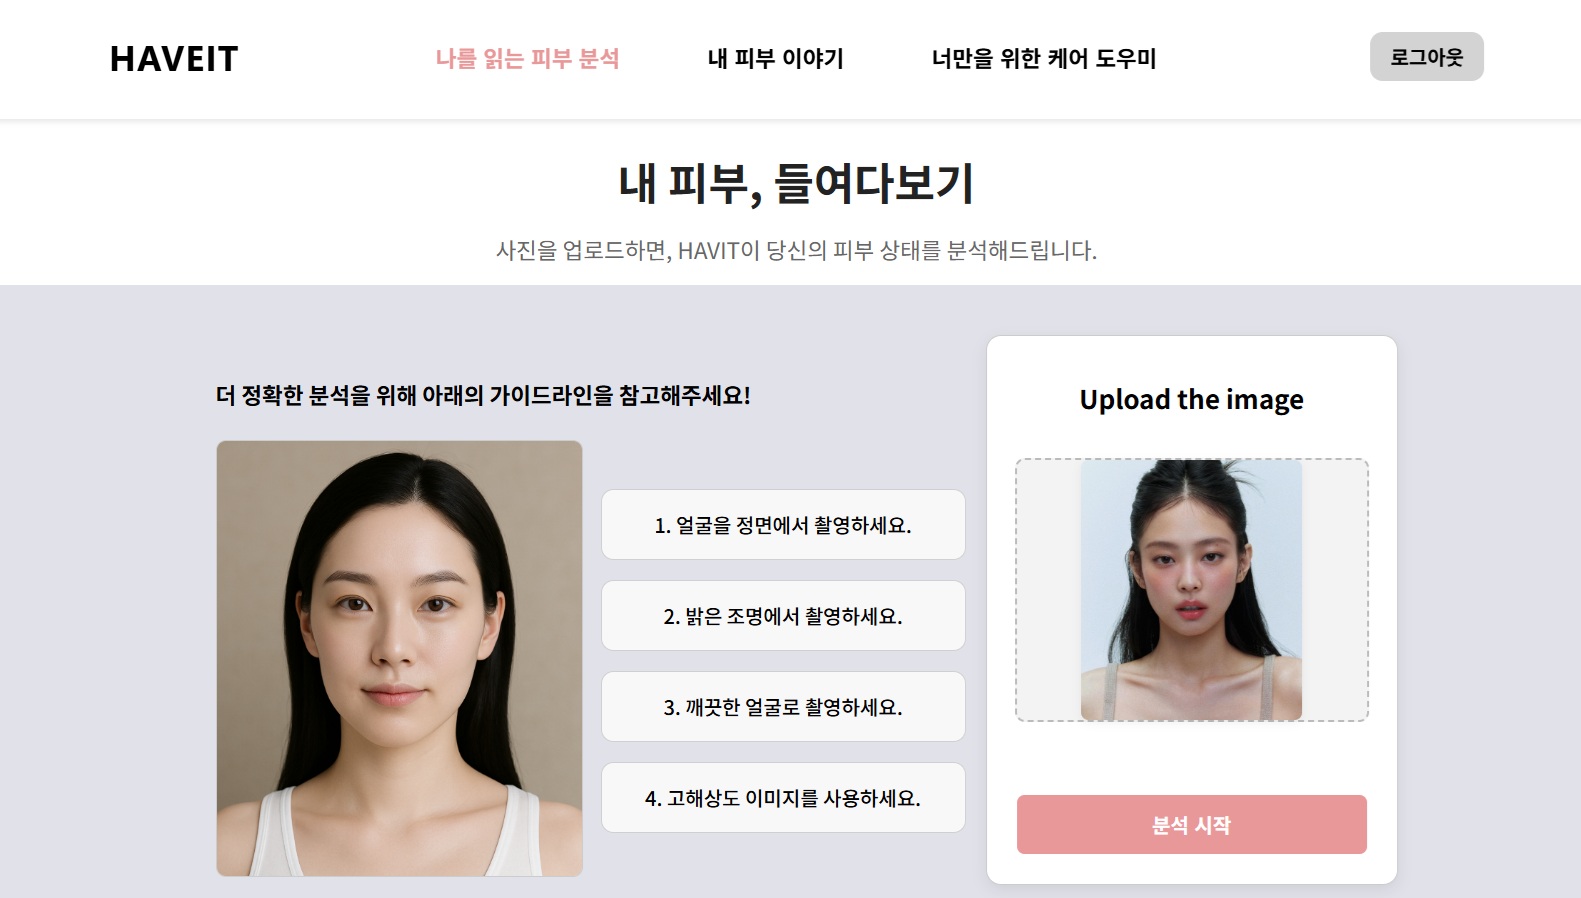 HAVEIT
나를 읽는 피부 분석
내 피부 이야기
너만을 위한 케어 도우미
로그아웃
내 피부, 들여다보기
사진을 업로드하면, HAVIT이 당신의 피부 상태를 분석해드립니다.
더 정확한 분석을 위해 아래의 가이드라인을 참고해주세요!
1. 얼굴을 정면에서 촬영하세요.
2. 밝은 조명에서 촬영하세요.
3. 깨끗한 얼굴로 촬영하세요.
4. 고해상도 이미지를 사용하세요.
Upload the image
분석 시작